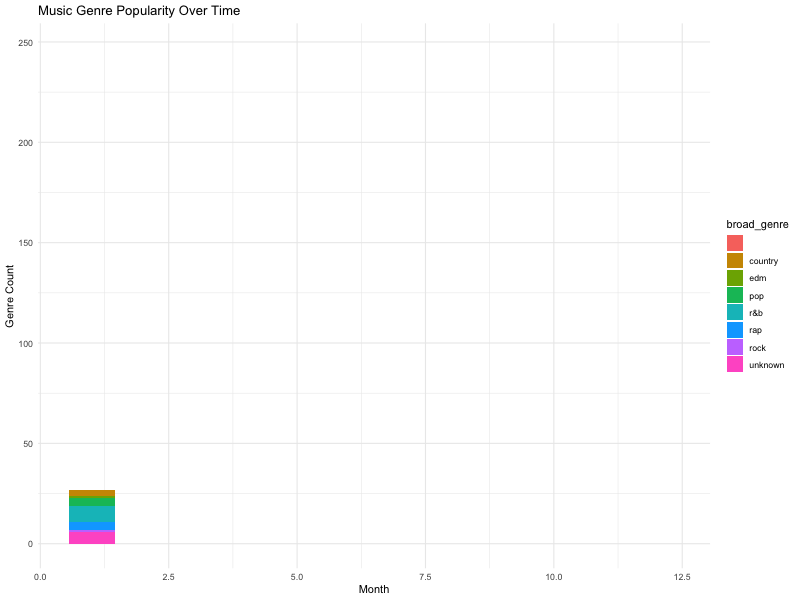 Music Genre Popularity Over Time
250
200
150
100
50
0
Genre Count
0.0 2.5 5.0 7.5 10.0 12.5
Month
broad_genre
country
edm
pop
r&b
rap
rock
unknown